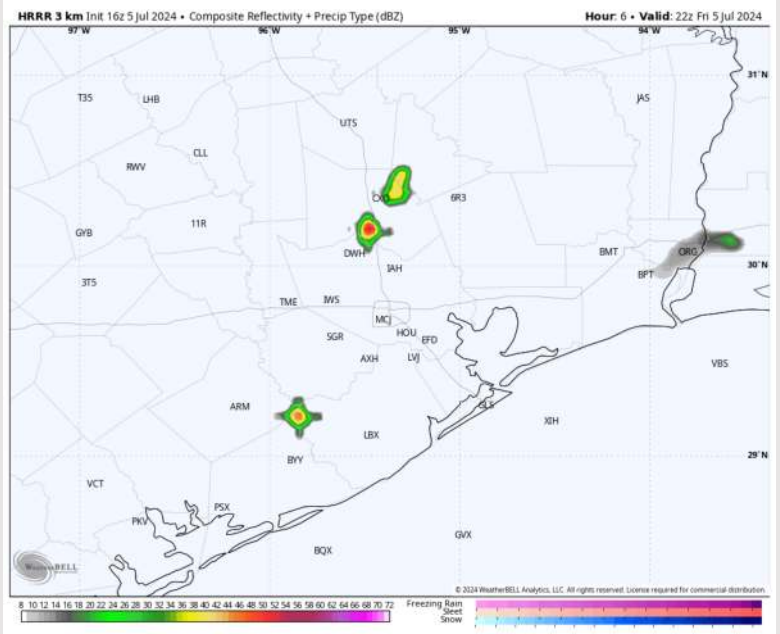 HRRR 3 km Init 16z 5 Jul 2024 • Composite Reflectivity + Precip Type (dBZ) Hour: 6 • Valid: 22z Fri 5 Jul 2024
97°W 96°W 95°W 94°W
31°N
T35 LHB JAS
UTS
CLL
RWV
CXO 6R3
11R
GYB
DWH BMT ORG
IAH 30°N
BPT
3T5
TME IWS
MCJ
SGR HOU EFD
AXH LVJ
VBS
ARM GLS
XIH
LBX
BYY 29°N
VCT
PSX
PKV
GVX
BQX
WeatherBELL
© 2024 WeatherBELL Analytics, LLC. All rights reserved. License required for commercial distribution.
8 10 12 14 16 18 20 22 24 26 28 30 32 34 36 38 40 42 44 46 48 50 52 54 56 58 60 62 64 66 68 70 72
Freezing Rain
Sleet
Snow